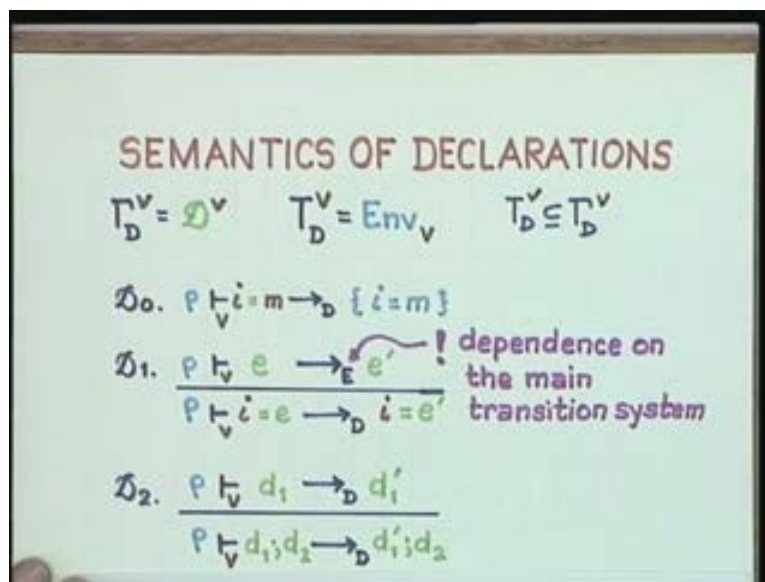 SEMANTICS OF DECLARATIONS
Γ_D^V = 𝒟^V T_D^V = Env_V T_D^V ⊆ Γ_D^V
𝒟0. ρ ⊢_V i = m →_D { i = m }
𝒟1. ρ ⊢_V e →_E e' ! dependence on
the main
ρ ⊢_V i = e →_D i = e' transition system
𝒟2. ρ ⊢_V d₁ →_D d₁'
ρ ⊢_V d₁;d₂ →_D d₁';d₂